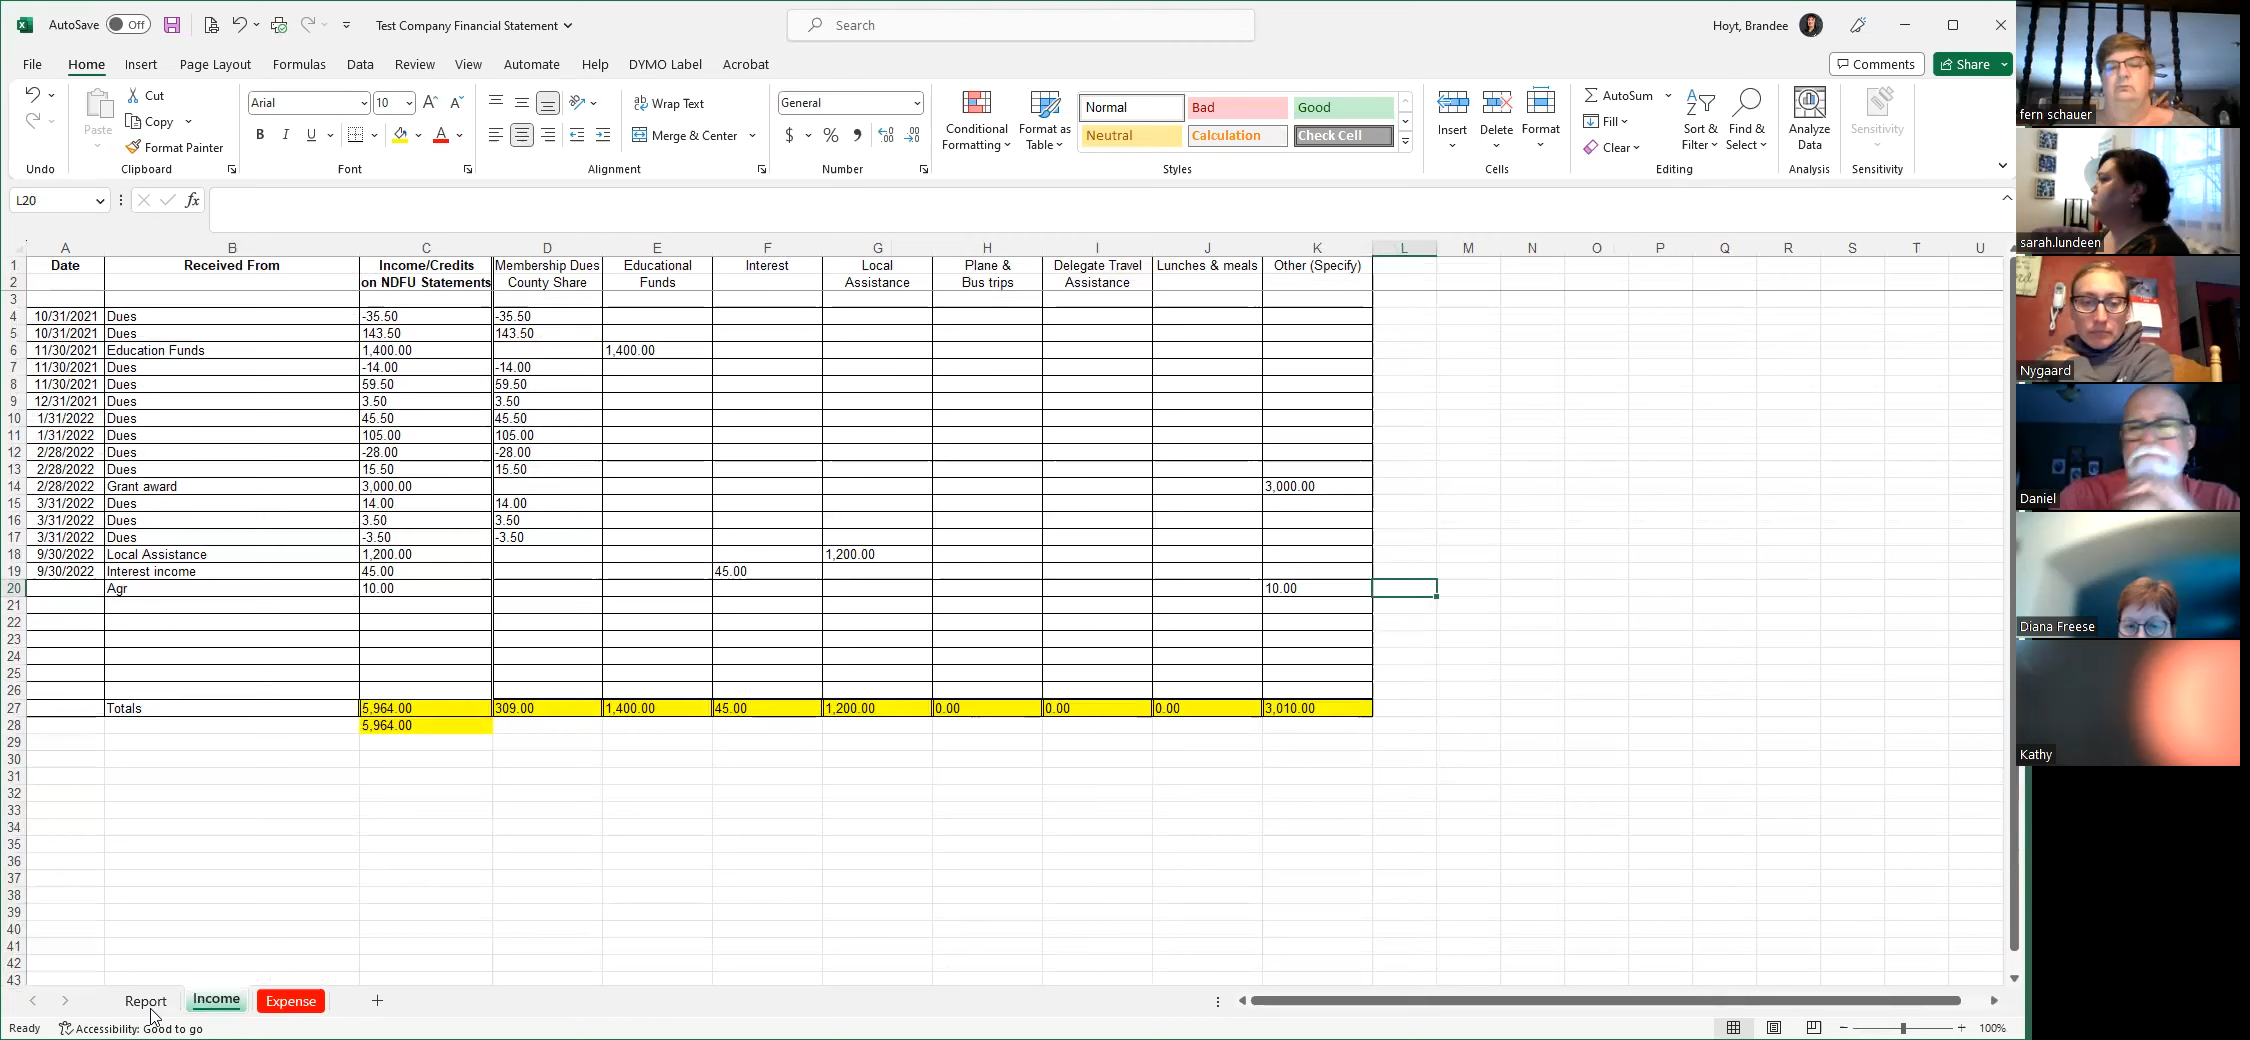 AutoSave Off Test Company Financial Statement Search Hoyt, Brandee
File Home Insert Page Layout Formulas Data Review View Automate Help DYMO Label Acrobat Comments Share
Paste Cut Copy Format Painter
Arial 10 B I U A
ab Wrap Text Merge & Center
General $ % 9
Conditional Formatting Format as Table
Normal Bad Good
Neutral Calculation Check Cell
Insert Delete Format
AutoSum Fill Clear
Sort & Filter Find & Select
Analyze Data
Sensitivity
Undo Clipboard Font Alignment Number Styles Cells Editing Analysis Sensitivity
L20 fx
A B C D E F G H I J K L M N O P Q R S T U
1 Date Received From Income/Credits Membership Dues Educational Interest Local Plane & Delegate Travel Lunches & meals Other (Specify)
2 on NDFU Statements County Share Funds Assistance Bus trips Assistance
3
4 10/31/2021 Dues -35.50 -35.50
5 10/31/2021 Dues 143.50 143.50
6 11/30/2021 Education Funds 1,400.00 1,400.00
7 11/30/2021 Dues -14.00 -14.00
8 11/30/2021 Dues 59.50 59.50
9 12/31/2021 Dues 3.50 3.50
10 1/31/2022 Dues 45.50 45.50
11 1/31/2022 Dues 105.00 105.00
12 2/28/2022 Dues -28.00 -28.00
13 2/28/2022 Dues 15.50 15.50
14 2/28/2022 Grant award 3,000.00 3,000.00
15 3/31/2022 Dues 14.00 14.00
16 3/31/2022 Dues 3.50 3.50
17 3/31/2022 Dues -3.50 -3.50
18 9/30/2022 Local Assistance 1,200.00 1,200.00
19 9/30/2022 Interest income 45.00 45.00
20 Agr 10.00 10.00
21
22
23
24
25
26
27 Totals 5,964.00 309.00 1,400.00 45.00 1,200.00 0.00 0.00 0.00 3,010.00
28 5,964.00
29
30
31
32
33
34
35
36
37
38
39
40
41
42
43
Report Income Expense
Ready Accessibility: Good to go 100%
fern schauer
sarah.lundeen
Nygaard
Daniel
Diana Freese
Kathy